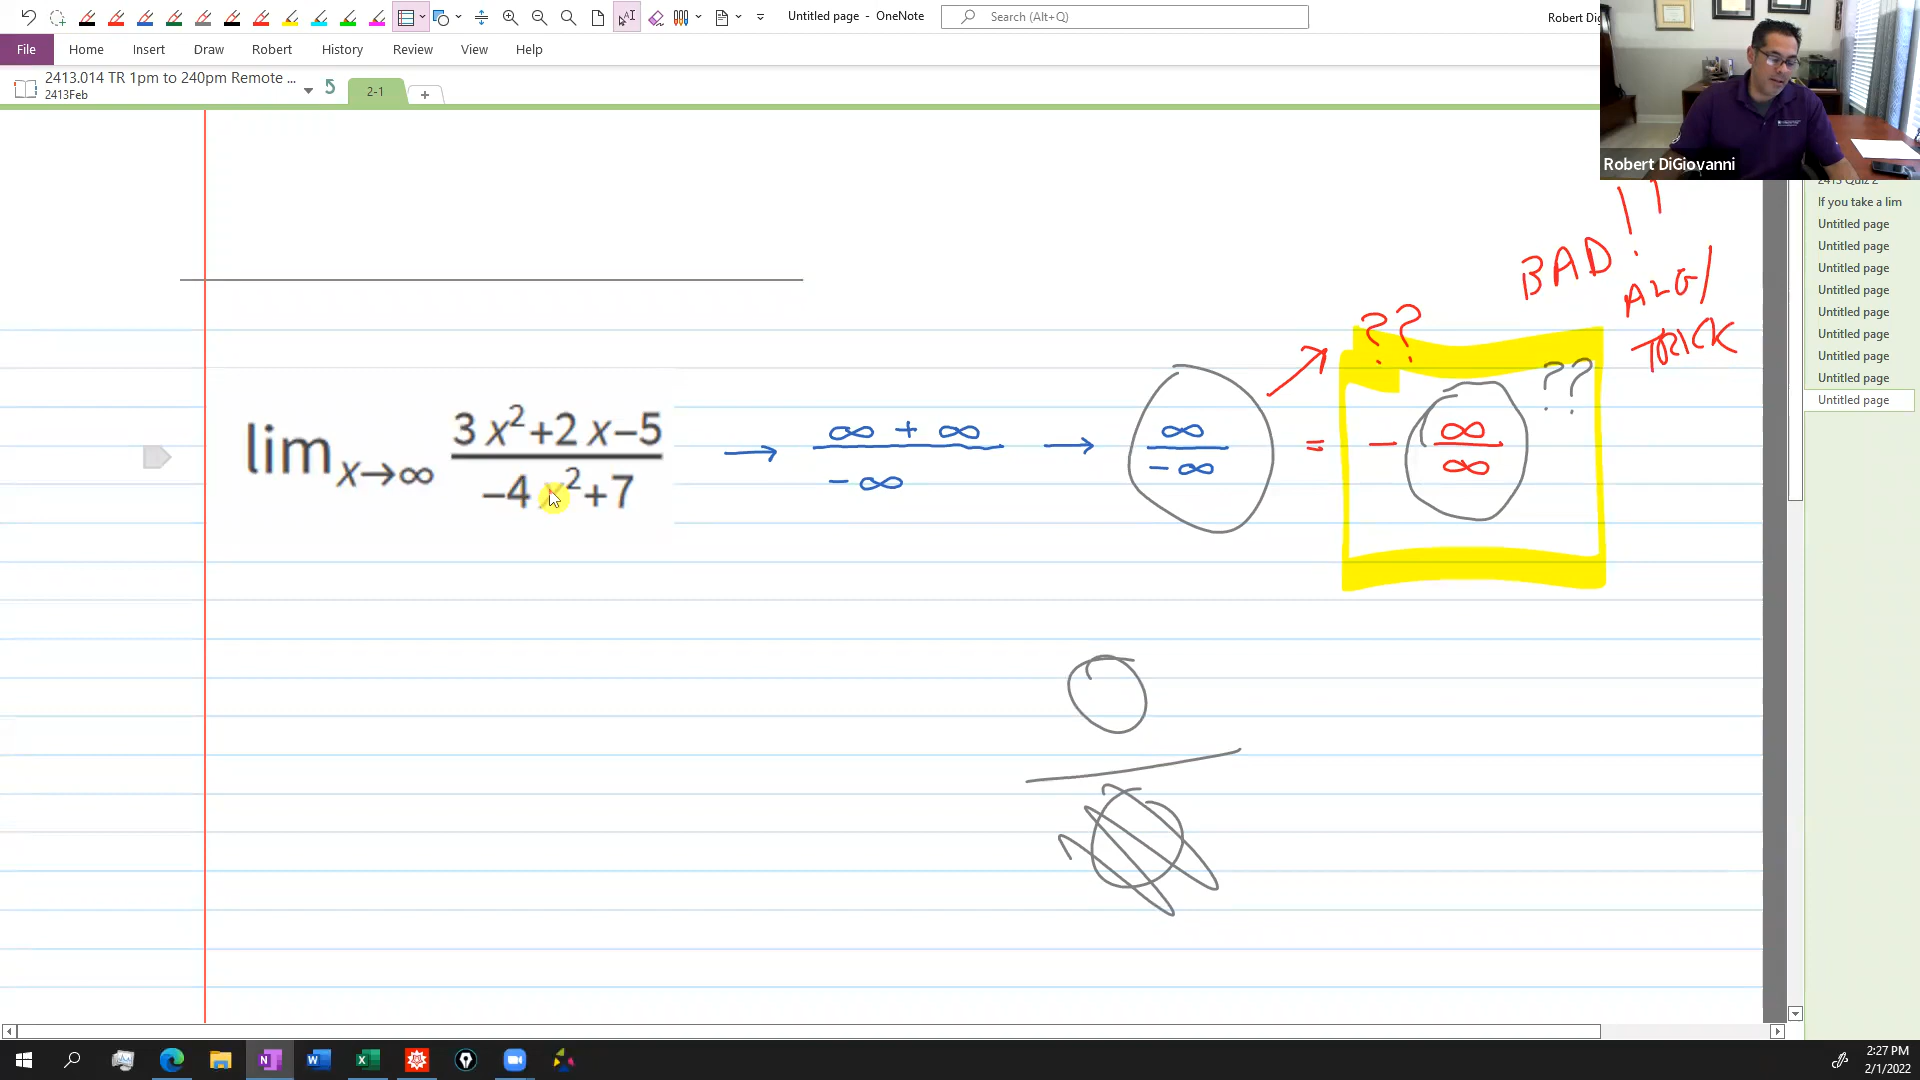 Untitled page - OneNote
Search (Alt+Q)
Robert Di
File Home Insert Draw Robert History Review View Help
2413.014 TR 1pm to 240pm Remote ...
2413Feb
2-1
Robert DiGiovanni
2413 Quiz 2
If you take a lim
Untitled page
Untitled page
Untitled page
Untitled page
Untitled page
Untitled page
Untitled page
Untitled page
Untitled page
BAD!!
ALG/
TRICK
??
??
lim x→∞ (3x²+2x−5)/(−4x²+7) → (∞ + ∞)/(−∞) → ∞/(−∞) = − ∞/∞
2:27 PM
2/1/2022